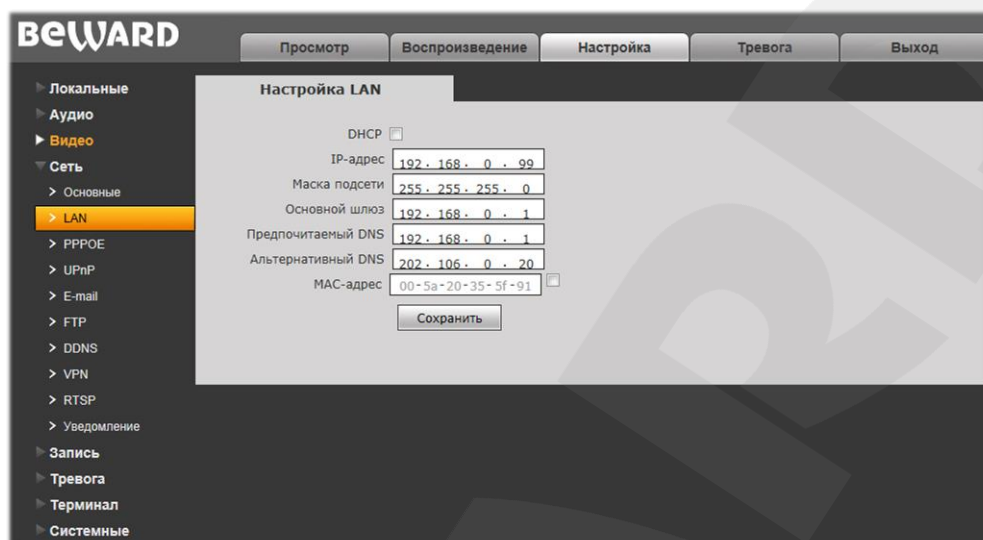 BEWARD
Просмотр Воспроизведение Настройка Тревога Выход
Локальные
Аудио
Видео
Сеть
> Основные
> LAN
> PPPOE
> UPnP
> E-mail
> FTP
> DDNS
> VPN
> RTSP
> Уведомление
Запись
Тревога
Терминал
Системные
Настройка LAN
DHCP
IP-адрес 192. 168. 0 . 99
Маска подсети 255. 255. 255. 0
Основной шлюз 192. 168. 0 . 1
Предпочитаемый DNS 192. 168. 0 . 1
Альтернативный DNS 202. 106. 0 . 20
MAC-адрес 00-5a-20-35-5f-91
Сохранить